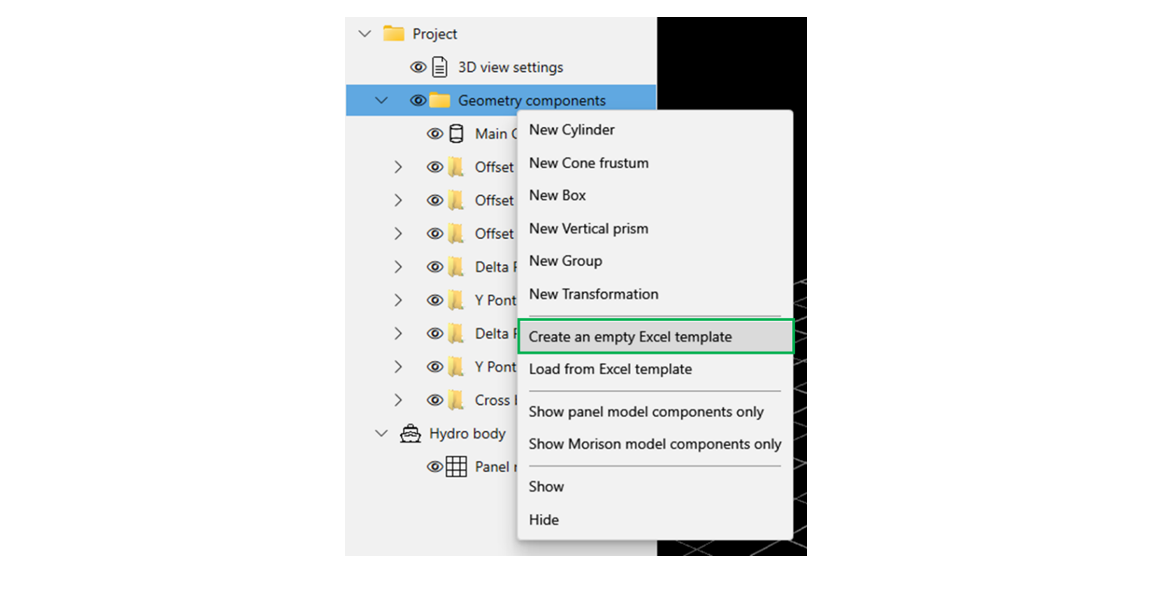 Project
3D view settings
Geometry components
Main
New Cylinder
Offset
New Cone frustum
Offset
New Box
Offset
New Vertical prism
Delta
New Group
Y Pont
New Transformation
Delta
Create an empty Excel template
Y Pont
Load from Excel template
Cross
Show panel model components only
Hydro body
Show Morison model components only
Panel
Show
Hide